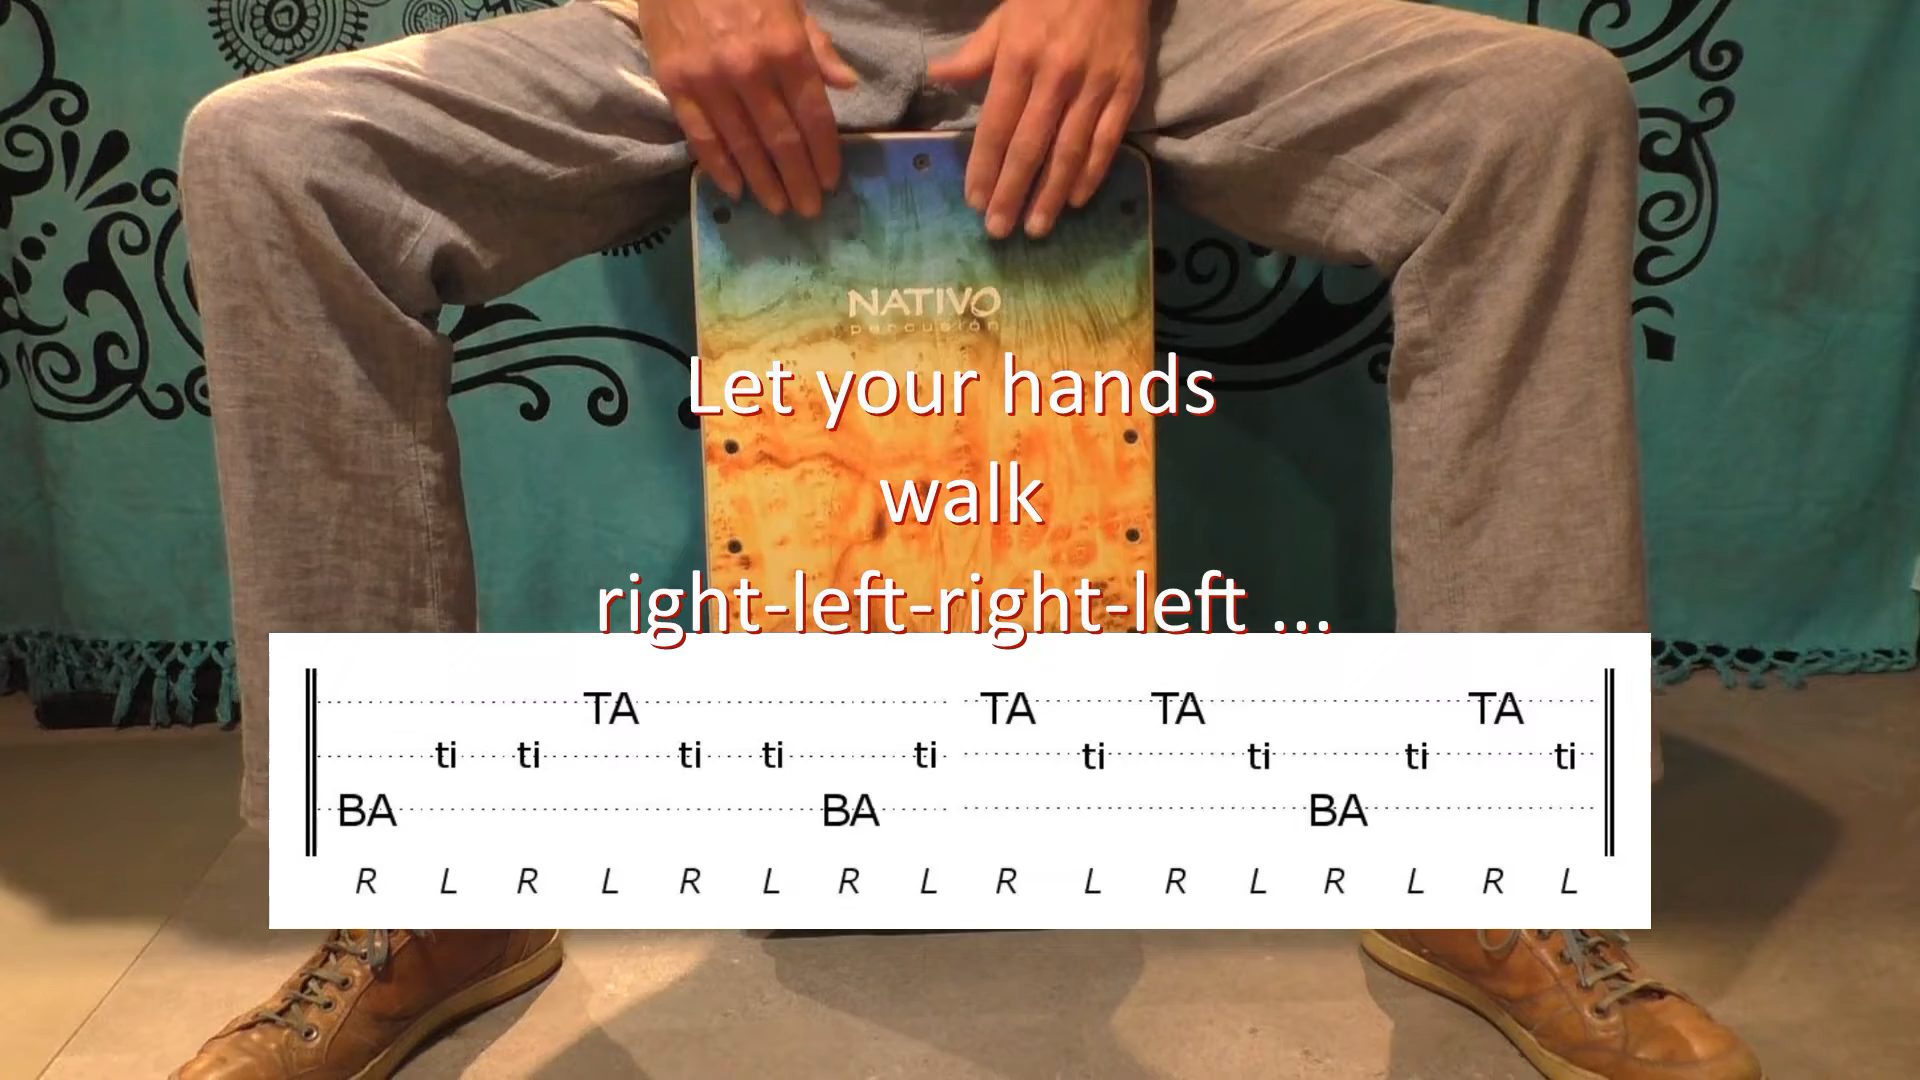 NATIVO
percusión
Let your hands
walk
right-left-right-left ...
TA TA TA TA
ti ti ti ti ti ti ti ti ti
BA BA BA
R L R L R L R L R L R L R L R L